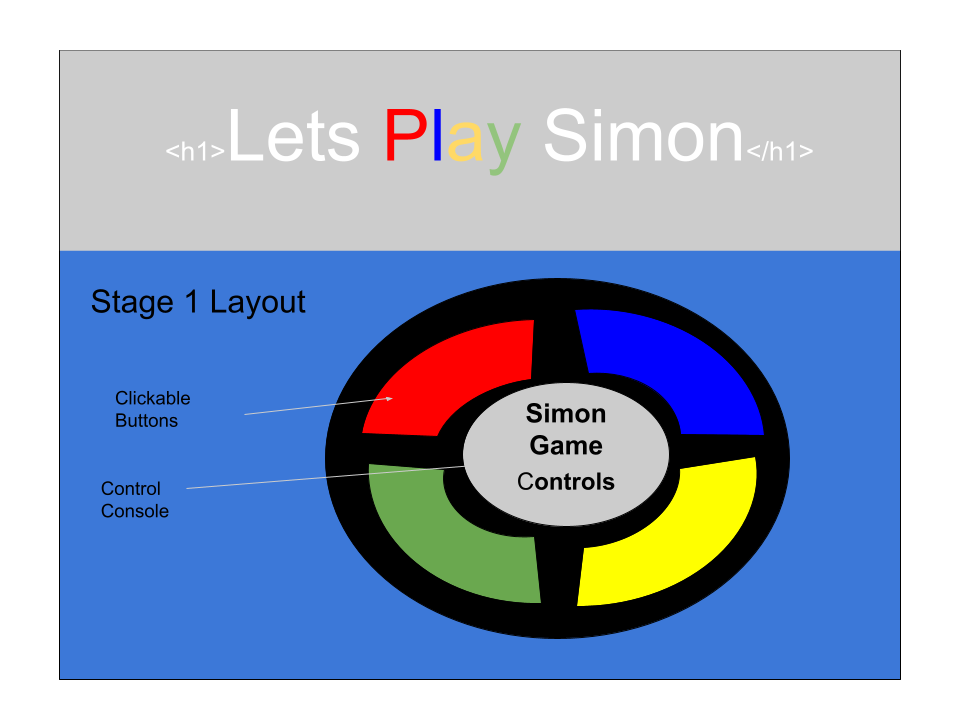 <h1>Lets Play Simon</h1>
Stage 1 Layout
Clickable
Buttons
Simon
Game
Controls
Control
Console